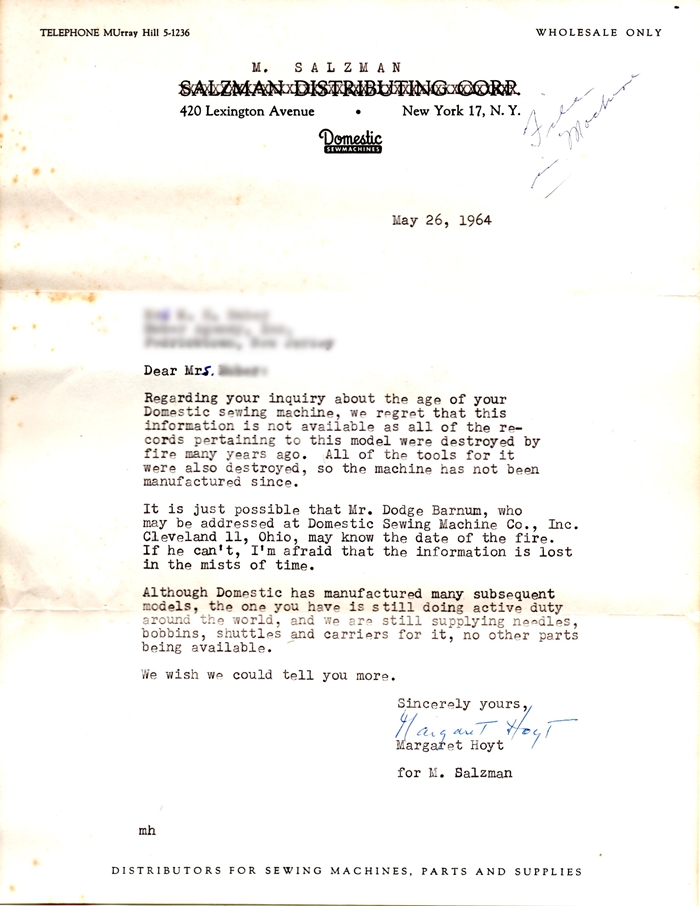 TELEPHONE MUrray Hill 5-1236
WHOLESALE ONLY
M. SALZMAN
SALZMAN DISTRIBUTING CORP.
420 Lexington Avenue • New York 17, N. Y.
Domestic
SEWMACHINES
File
in Machine
May 26, 1964
Dear Mrs.
Regarding your inquiry about the age of your
Domestic sewing machine, we regret that this
information is not available as all of the re-
cords pertaining to this model were destroyed by
fire many years ago. All of the tools for it
were also destroyed, so the machine has not been
manufactured since.
It is just possible that Mr. Dodge Barnum, who
may be addressed at Domestic Sewing Machine Co., Inc.
Cleveland 11, Ohio, may know the date of the fire.
If he can't, I'm afraid that the information is lost
in the mists of time.
Although Domestic has manufactured many subsequent
models, the one you have is still doing active duty
around the world, and we are still supplying needles,
bobbins, shuttles and carriers for it, no other parts
being available.
We wish we could tell you more.
Sincerely yours,
Margaret Hoyt
Margaret Hoyt
for M. Salzman
mh
DISTRIBUTORS FOR SEWING MACHINES, PARTS AND SUPPLIES